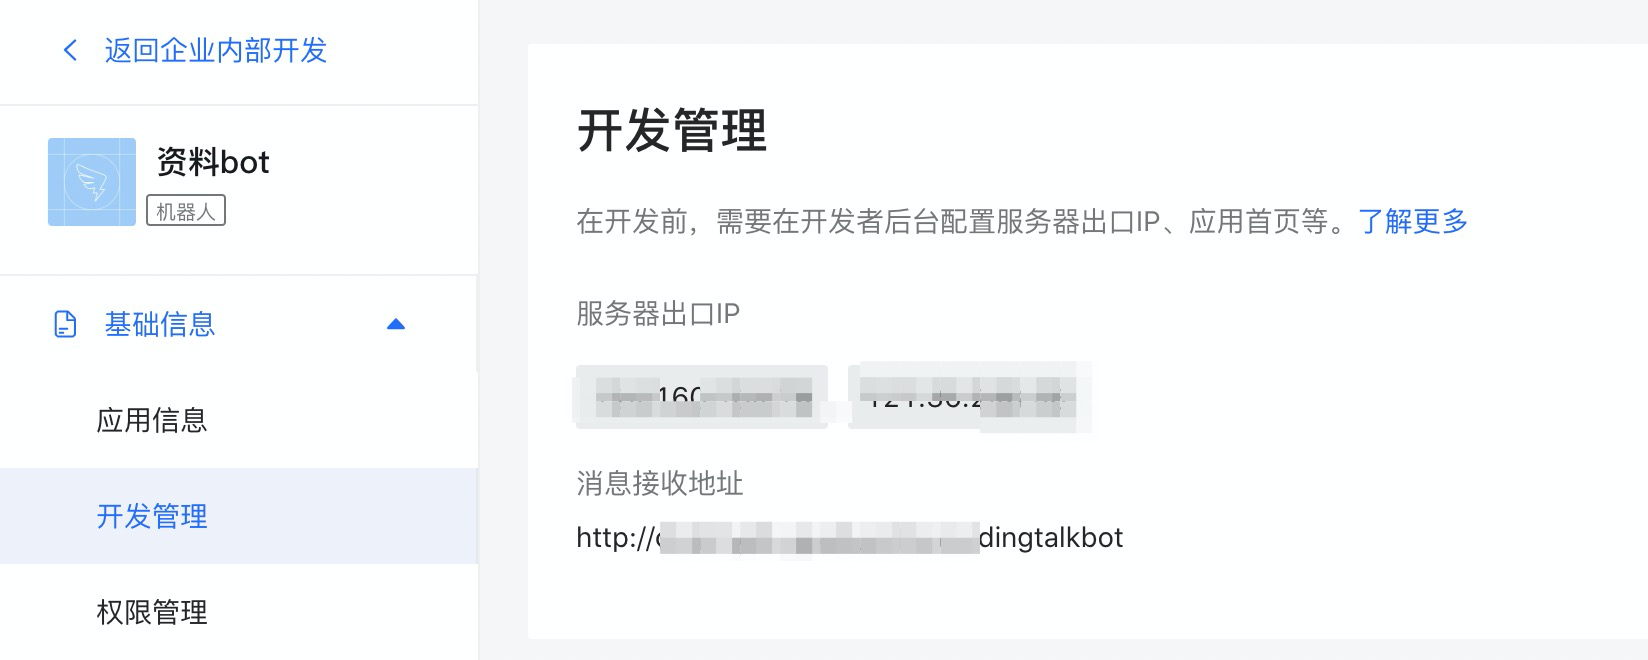 返回企业内部开发
资料bot
机器人
基础信息
应用信息
开发管理
权限管理
开发管理
在开发前，需要在开发者后台配置服务器出口IP、应用首页等。了解更多
服务器出口IP
160
消息接收地址
http:// dingtalkbot